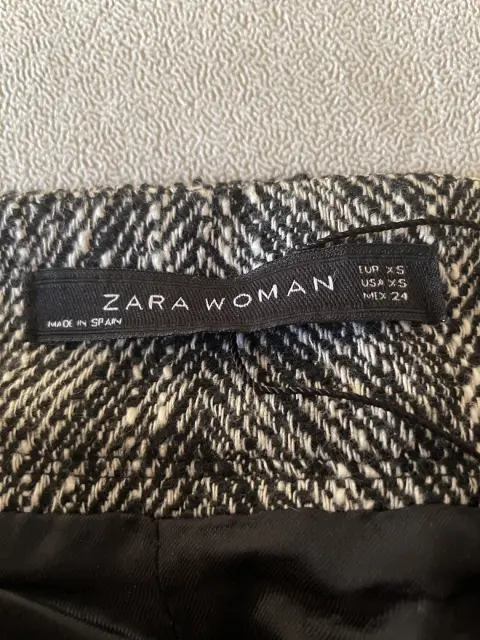 ZARA WOMAN
MADE IN SPAIN
EUR XS
USA XS
MEX 24